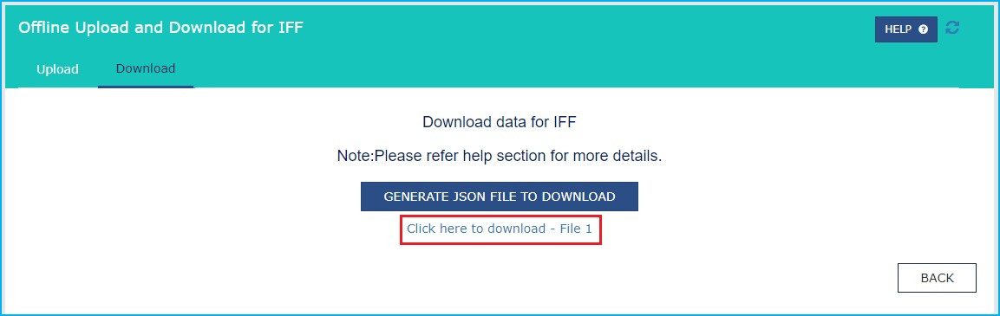 Offline Upload and Download for IFF
HELP ?
Upload
Download
Download data for IFF
Note:Please refer help section for more details.
GENERATE JSON FILE TO DOWNLOAD
Click here to download - File 1
BACK